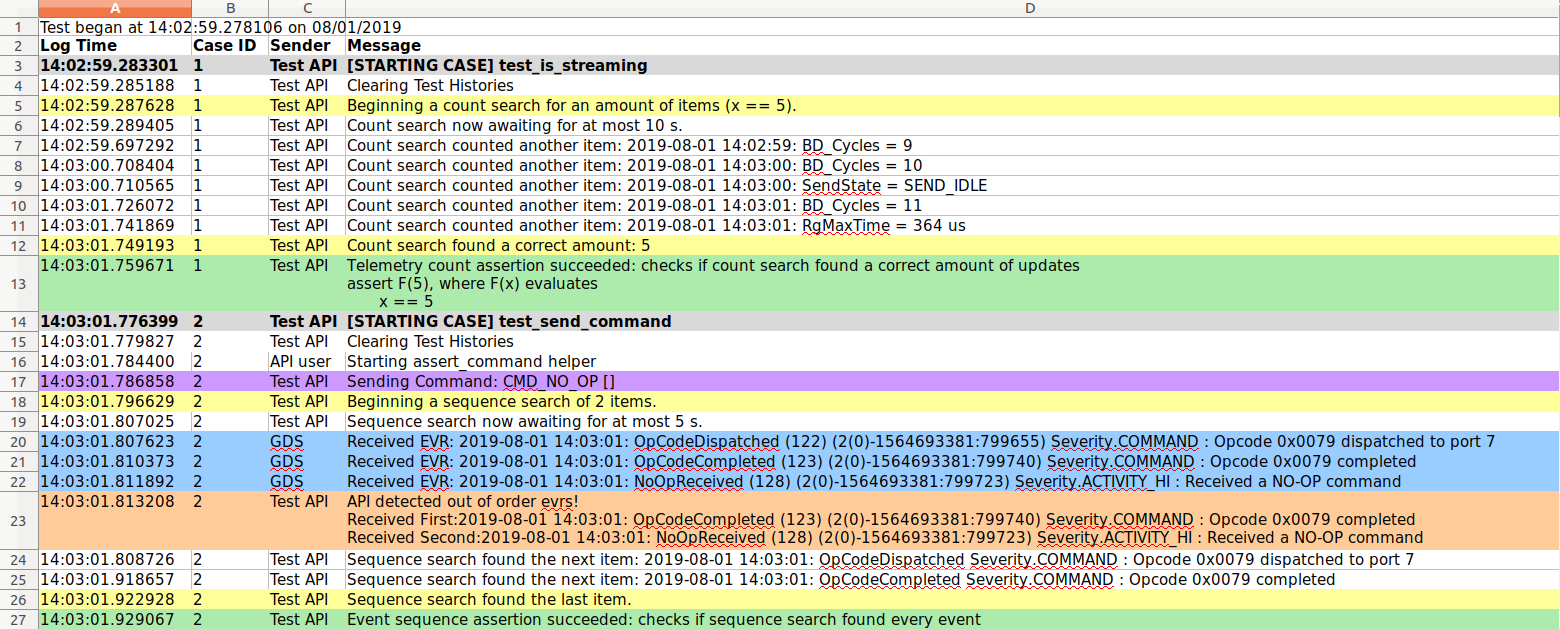 A B C D
1 Test began at 14:02:59.278106 on 08/01/2019
2 Log Time Case ID Sender Message
3 14:02:59.283301 1 Test API [STARTING CASE] test_is_streaming
4 14:02:59.285188 1 Test API Clearing Test Histories
5 14:02:59.287628 1 Test API Beginning a count search for an amount of items (x == 5).
6 14:02:59.289405 1 Test API Count search now awaiting for at most 10 s.
7 14:02:59.697292 1 Test API Count search counted another item: 2019-08-01 14:02:59: BD_Cycles = 9
8 14:03:00.708404 1 Test API Count search counted another item: 2019-08-01 14:03:00: BD_Cycles = 10
9 14:03:00.710565 1 Test API Count search counted another item: 2019-08-01 14:03:00: SendState = SEND_IDLE
10 14:03:01.726072 1 Test API Count search counted another item: 2019-08-01 14:03:01: BD_Cycles = 11
11 14:03:01.741869 1 Test API Count search counted another item: 2019-08-01 14:03:01: RgMaxTime = 364 us
12 14:03:01.749193 1 Test API Count search found a correct amount: 5
13 14:03:01.759671 1 Test API Telemetry count assertion succeeded: checks if count search found a correct amount of updates
assert F(5), where F(x) evaluates
x == 5
14 14:03:01.776399 2 Test API [STARTING CASE] test_send_command
15 14:03:01.779827 2 Test API Clearing Test Histories
16 14:03:01.784400 2 API user Starting assert_command helper
17 14:03:01.786858 2 Test API Sending Command: CMD_NO_OP []
18 14:03:01.796629 2 Test API Beginning a sequence search of 2 items.
19 14:03:01.807025 2 Test API Sequence search now awaiting for at most 5 s.
20 14:03:01.807623 2 GDS Received EVR: 2019-08-01 14:03:01: OpCodeDispatched (122) (2(0)-1564693381:799655) Severity.COMMAND : Opcode 0x0079 dispatched to port 7
21 14:03:01.810373 2 GDS Received EVR: 2019-08-01 14:03:01: OpCodeCompleted (123) (2(0)-1564693381:799740) Severity.COMMAND : Opcode 0x0079 completed
22 14:03:01.811892 2 GDS Received EVR: 2019-08-01 14:03:01: NoOpReceived (128) (2(0)-1564693381:799723) Severity.ACTIVITY_HI : Received a NO-OP command
23 14:03:01.813208 2 Test API API detected out of order evrs!
Received First:2019-08-01 14:03:01: OpCodeCompleted (123) (2(0)-1564693381:799740) Severity.COMMAND : Opcode 0x0079 completed
Received Second:2019-08-01 14:03:01: NoOpReceived (128) (2(0)-1564693381:799723) Severity.ACTIVITY_HI : Received a NO-OP command
24 14:03:01.808726 2 Test API Sequence search found the next item: 2019-08-01 14:03:01: OpCodeDispatched Severity.COMMAND : Opcode 0x0079 dispatched to port 7
25 14:03:01.918657 2 Test API Sequence search found the next item: 2019-08-01 14:03:01: OpCodeCompleted Severity.COMMAND : Opcode 0x0079 completed
26 14:03:01.922928 2 Test API Sequence search found the last item.
27 14:03:01.929067 2 Test API Event sequence assertion succeeded: checks if sequence search found every event